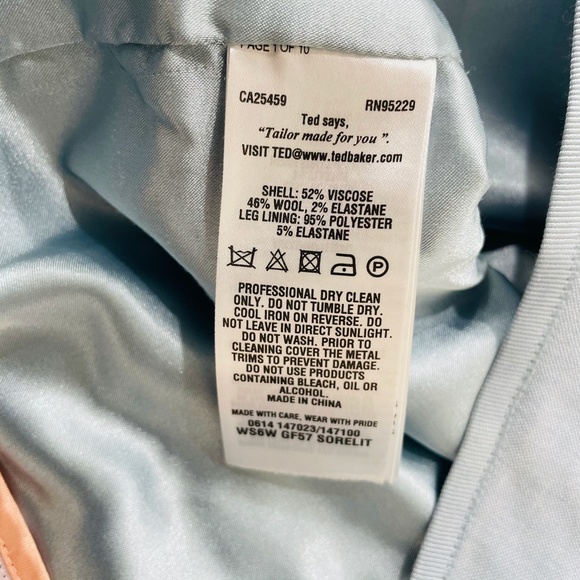 PAGE 1 OF 10
CA25459 RN95229
Ted says,
"Tailor made for you".
VISIT TED@www.tedbaker.com
SHELL: 52% VISCOSE
46% WOOL, 2% ELASTANE
LEG LINING: 95% POLYESTER
5% ELASTANE
P
PROFESSIONAL DRY CLEAN
ONLY. DO NOT TUMBLE DRY.
COOL IRON ON REVERSE. DO
NOT LEAVE IN DIRECT SUNLIGHT.
DO NOT WASH. PRIOR TO
CLEANING COVER THE METAL
TRIMS TO PREVENT DAMAGE.
DO NOT USE PRODUCTS
CONTAINING BLEACH, OIL OR
ALCOHOL.
MADE IN CHINA
MADE WITH CARE, WEAR WITH PRIDE
0614 147023/147100
WS6W GF57 SORELIT